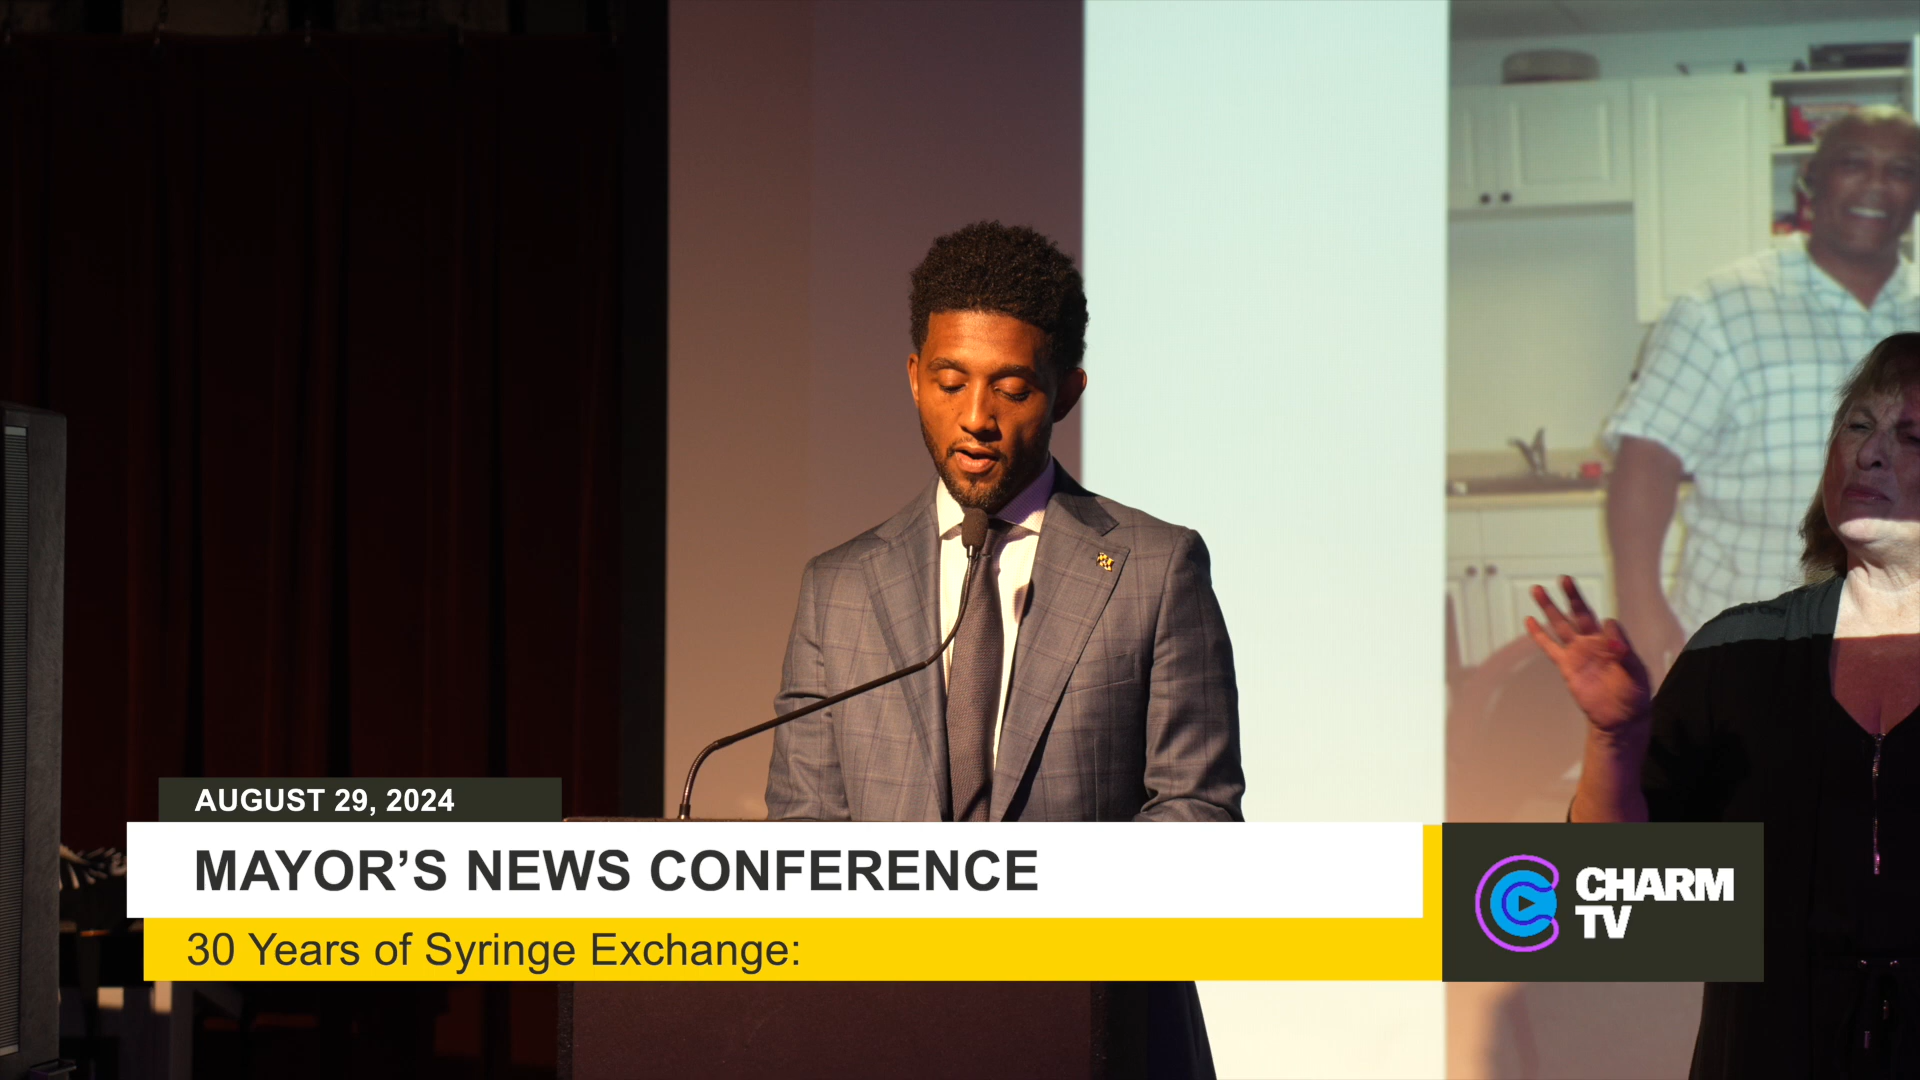 AUGUST 29, 2024
MAYOR’S NEWS CONFERENCE
30 Years of Syringe Exchange:
CHARM
TV